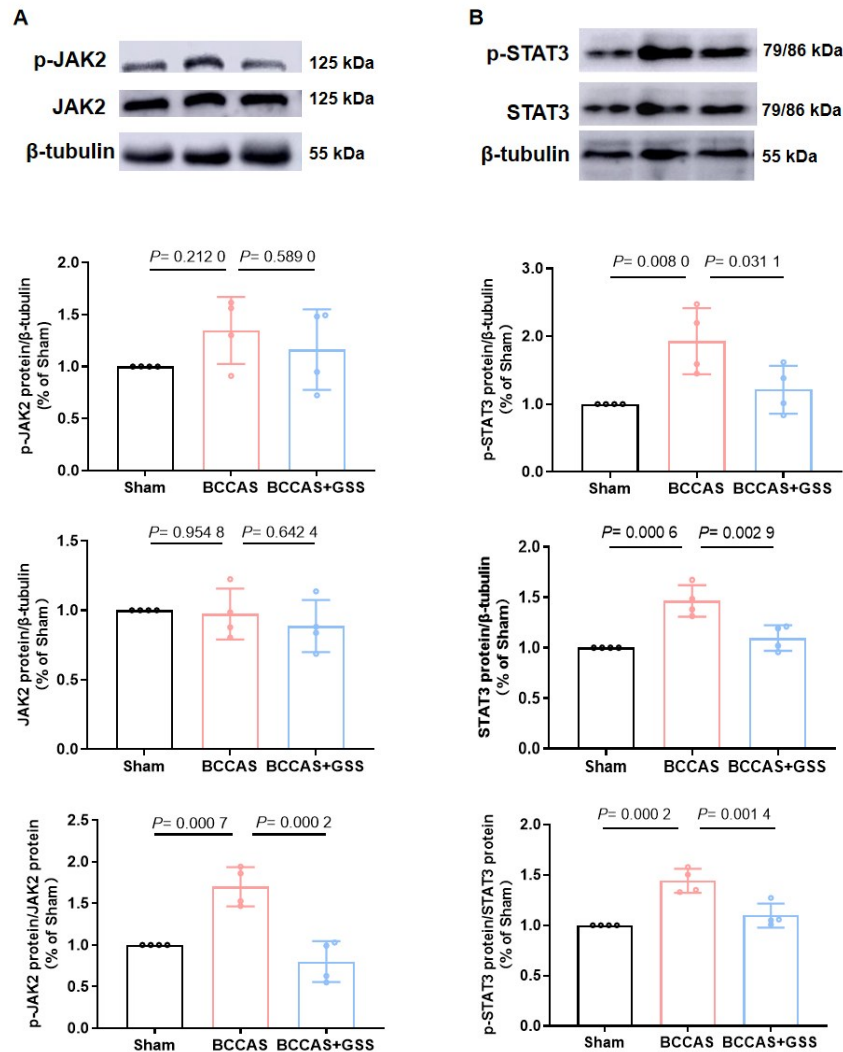 A
p-JAK2
125 kDa
JAK2
125 kDa
β-tubulin
55 kDa
P= 0.212 0
P= 0.589 0
p-JAK2 protein/β-tubulin
(% of Sham)
2.0
1.5
1.0
0.5
0.0
Sham
BCCAS
BCCAS+GSS
P= 0.954 8
P= 0.642 4
JAK2 protein/β-tubulin
(% of Sham)
1.5
1.0
0.5
0.0
Sham
BCCAS
BCCAS+GSS
P= 0.000 7
P= 0.000 2
p-JAK2 protein/JAK2 protein
(% of Sham)
2.5
2.0
1.5
1.0
0.5
0.0
Sham
BCCAS
BCCAS+GSS
B
p-STAT3
79/86 kDa
STAT3
79/86 kDa
β-tubulin
55 kDa
P= 0.008 0
P= 0.031 1
p-STAT3 protein/β-tubulin
(% of Sham)
3.0
2.0
1.0
0.0
Sham
BCCAS
BCCAS+GSS
P= 0.000 6
P= 0.002 9
STAT3 protein/β-tubulin
(% of Sham)
2.0
1.5
1.0
0.5
0.0
Sham
BCCAS
BCCAS+GSS
P= 0.000 2
P= 0.001 4
p-STAT3 protein/STAT3 protein
(% of Sham)
2.0
1.5
1.0
0.5
0.0
Sham
BCCAS
BCCAS+GSS